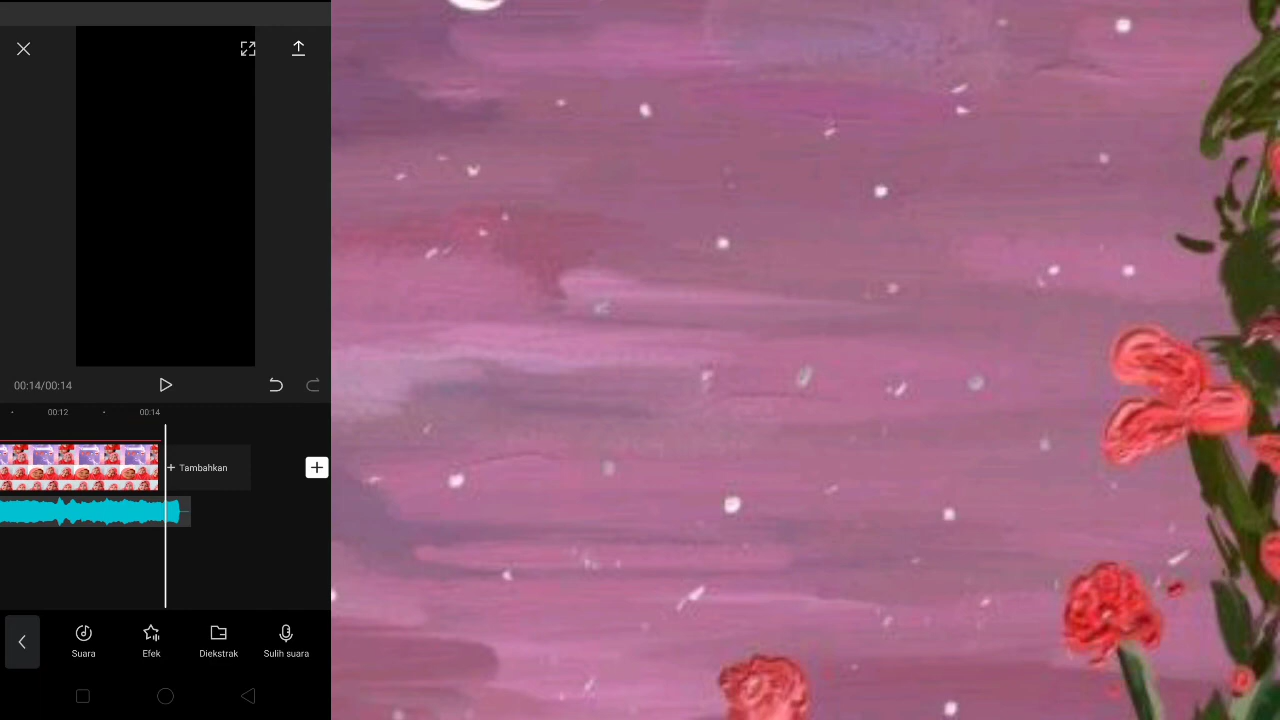 00:14/00:14
00:12
00:14
Tambahkan
Suara
Efek
Diekstrak
Sulih suara